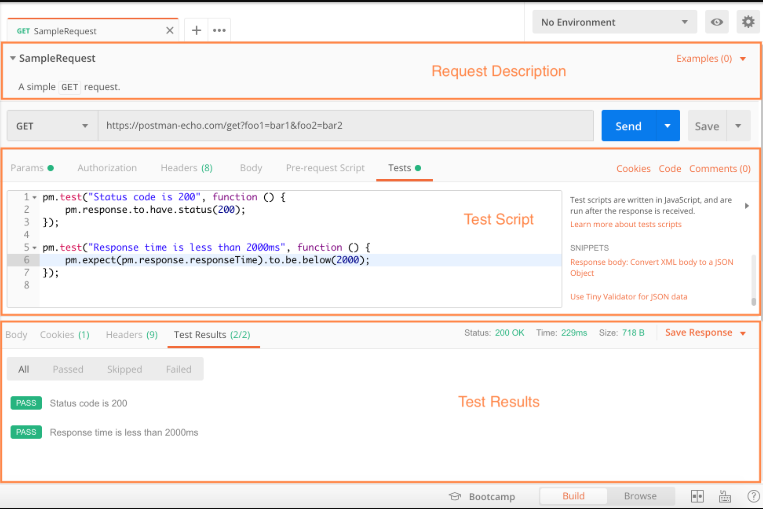 GET SampleRequest
No Environment
SampleRequest
Examples (0)
Request Description
A simple GET request.
GET
https://postman-echo.com/get?foo1=bar1&foo2=bar2
Send
Save
Params
Authorization
Headers (8)
Body
Pre-request Script
Tests
Cookies
Code
Comments (0)
1 pm.test("Status code is 200", function () {
2 pm.response.to.have.status(200);
3 });
4
5 pm.test("Response time is less than 2000ms", function () {
6 pm.expect(pm.response.responseTime).to.be.below(2000);
7 });
8
Test Script
Test scripts are written in JavaScript, and are
run after the response is received.
Learn more about tests scripts
SNIPPETS
Response body: Convert XML body to a JSON
Object
Use Tiny Validator for JSON data
Body
Cookies (1)
Headers (9)
Test Results (2/2)
Status: 200 OK
Time: 229ms
Size: 718 B
Save Response
All
Passed
Skipped
Failed
PASS Status code is 200
Test Results
PASS Response time is less than 2000ms
Bootcamp
Build
Browse